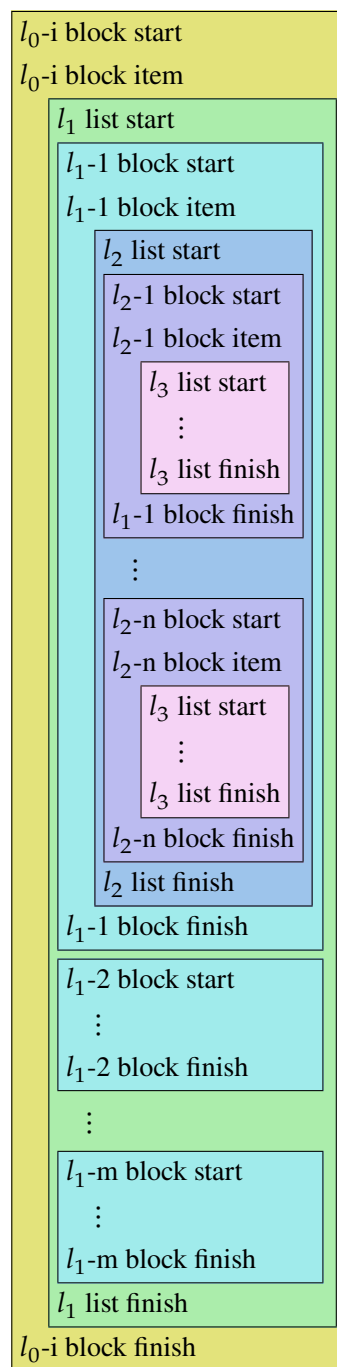 l₀-i block start
l₀-i block item
l₁ list start
l₁-1 block start
l₁-1 block item
l₂ list start
l₂-1 block start
l₂-1 block item
l₃ list start
⋮
l₃ list finish
l₁-1 block finish
⋮
l₂-n block start
l₂-n block item
l₃ list start
⋮
l₃ list finish
l₂-n block finish
l₂ list finish
l₁-1 block finish
l₁-2 block start
⋮
l₁-2 block finish
⋮
l₁-m block start
⋮
l₁-m block finish
l₁ list finish
l₀-i block finish